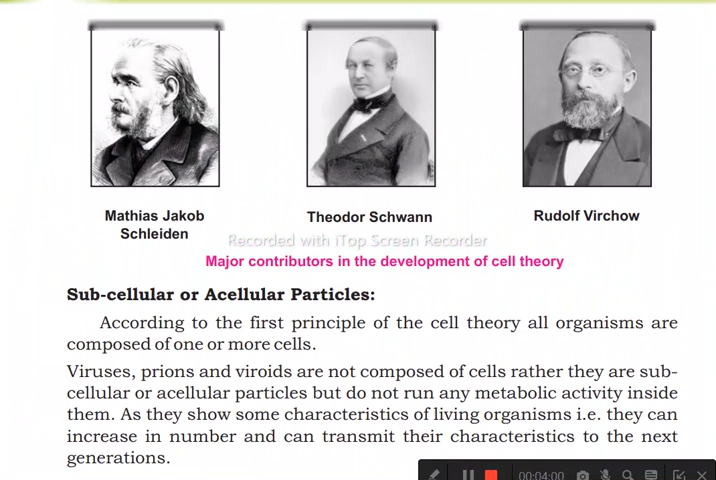 Mathias Jakob
Schleiden
Theodor Schwann
Rudolf Virchow
Recorded with iTop Screen Recorder
Major contributors in the development of cell theory
Sub-cellular or Acellular Particles:
According to the first principle of the cell theory all organisms are
composed of one or more cells.
Viruses, prions and viroids are not composed of cells rather they are sub-
cellular or acellular particles but do not run any metabolic activity inside
them. As they show some characteristics of living organisms i.e. they can
increase in number and can transmit their characteristics to the next
generations.
00:04:00